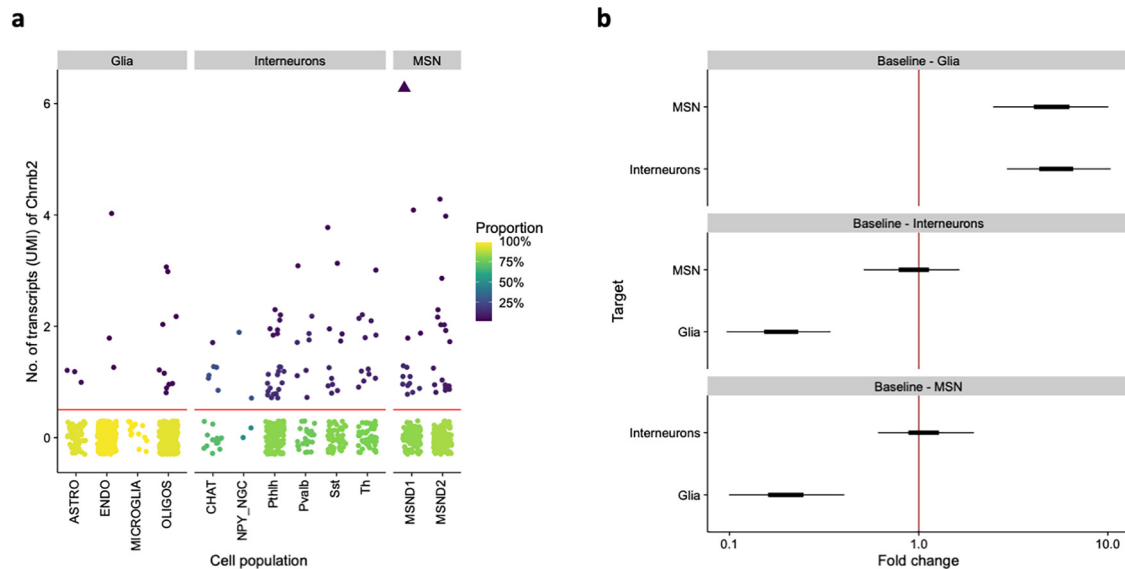 a
Glia
Interneurons
MSN
6
4
2
0
No. of transcripts (UMI) of Chrnb2
ASTRO
ENDO
MICROGLIA
OLIGOS
CHAT
NPY_NGC
Pthlh
Pvalb
Sst
Th
MSND1
MSND2
Cell population
Proportion
100%
75%
50%
25%
b
Baseline - Glia
MSN
Interneurons
Baseline - Interneurons
MSN
Glia
Baseline - MSN
Interneurons
Glia
Target
0.1
1.0
10.0
Fold change